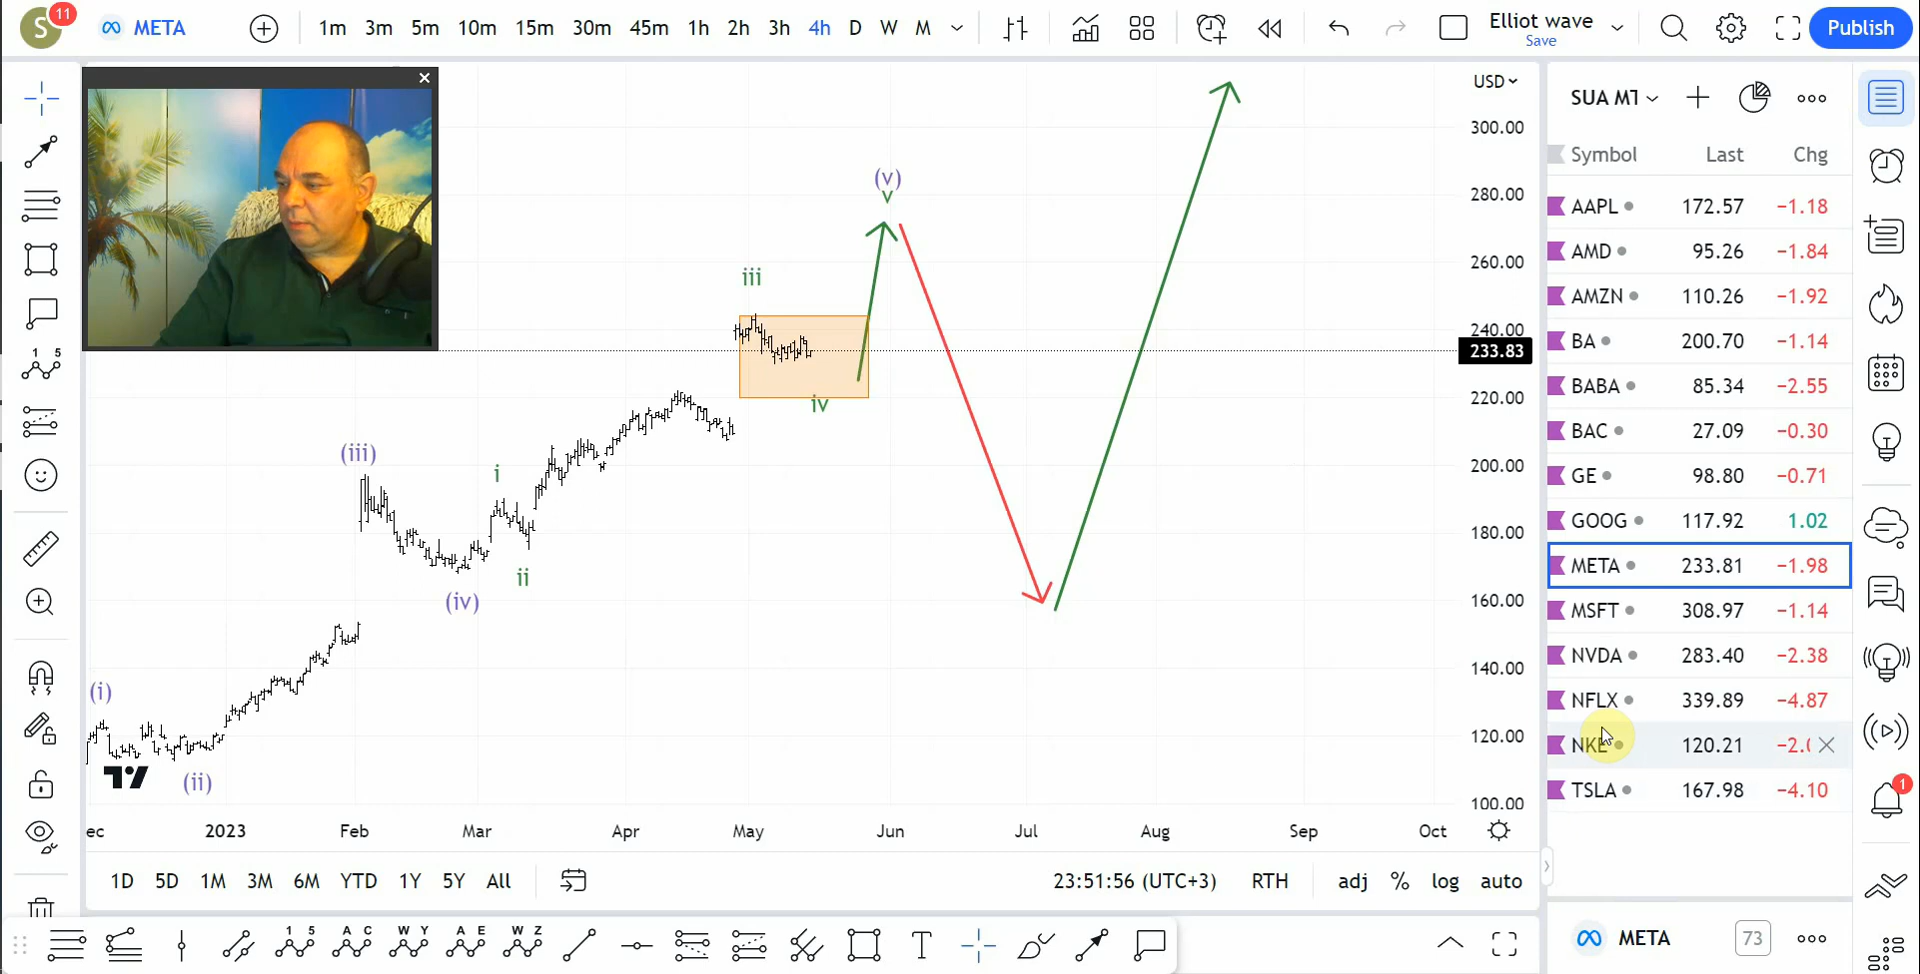 S 11 META 1m 3m 5m 10m 15m 30m 45m 1h 2h 3h 4h D W M Elliot wave Publish
Save
USD
300.00
280.00
260.00
240.00
233.83
220.00
200.00
180.00
160.00
140.00
120.00
100.00
(v)
v
iii
iv
(iii)
i
ii
(iv)
(i)
(ii)
ec 2023 Feb Mar Apr May Jun Jul Aug Sep Oct
1D 5D 1M 3M 6M YTD 1Y 5Y All 23:51:56 (UTC+3) RTH adj % log auto
1 5
1 5 A C W Y A E W Z T
SUA MT
Symbol Last Chg
AAPL 172.57 −1.18
AMD 95.26 −1.84
AMZN 110.26 −1.92
BA 200.70 −1.14
BABA 85.34 −2.55
BAC 27.09 −0.30
GE 98.80 −0.71
GOOG 117.92 1.02
META 233.81 −1.98
MSFT 308.97 −1.14
NVDA 283.40 −2.38
NFLX 339.89 −4.87
NKE 120.21
TSLA 167.98 −4.10
META 73
1